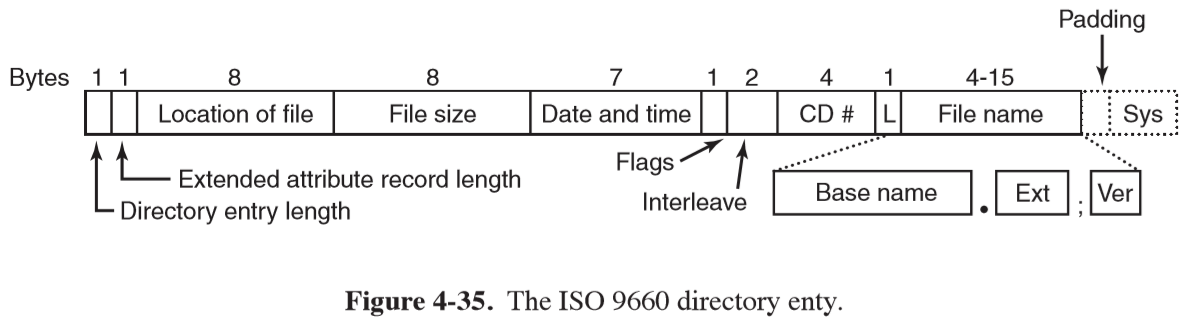 Padding
Bytes 1 1 8 8 7 1 2 4 1 4-15
Location of file File size Date and time CD # L File name Sys
Flags
Extended attribute record length
Interleave
Base name . Ext ; Ver
Directory entry length
Figure 4-35. The ISO 9660 directory enty.